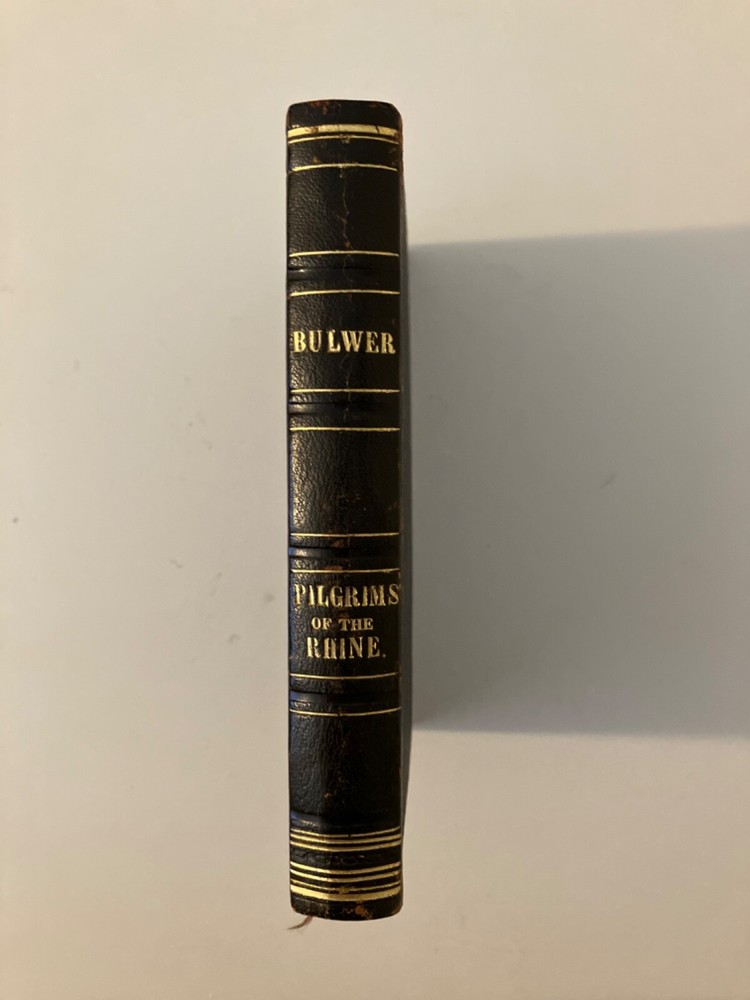 BULWER
PILGRIMS
OF THE
RHINE.